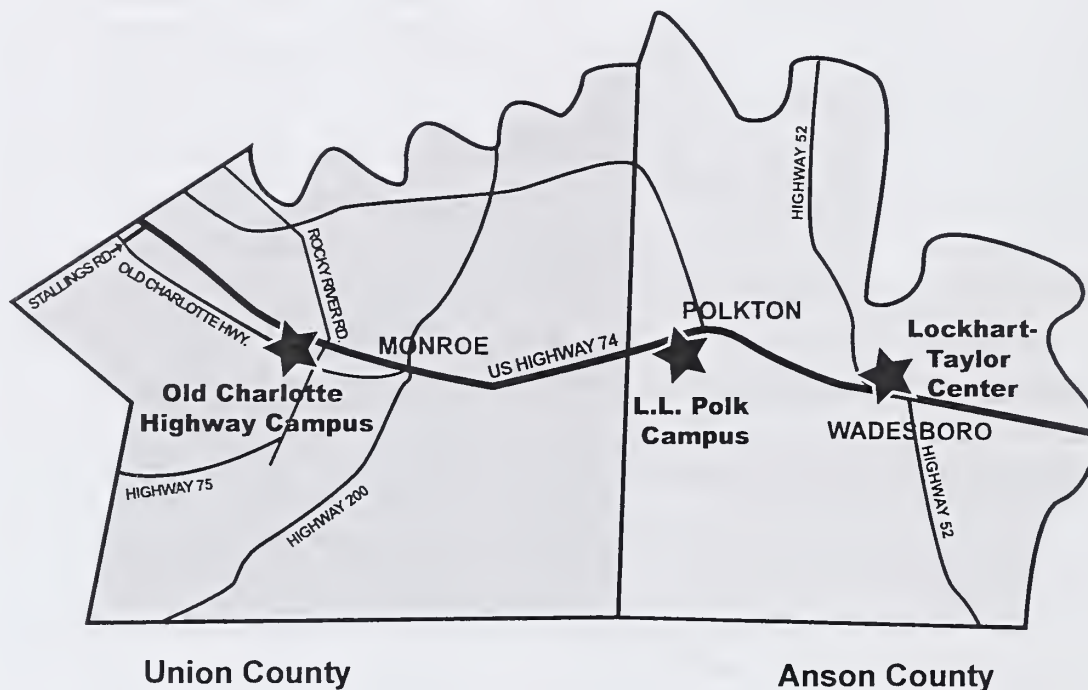 HIGHWAY 52
STALLINGS RD.→
OLD CHARLOTTE HWY.
ROCKY RIVER RD.
MONROE
US HIGHWAY 74
POLKTON
Lockhart-
Taylor
Center
Old Charlotte
Highway Campus
L.L. Polk
Campus
WADESBORO
HIGHWAY 75
HIGHWAY 200
HIGHWAY 52
Union County
Anson County